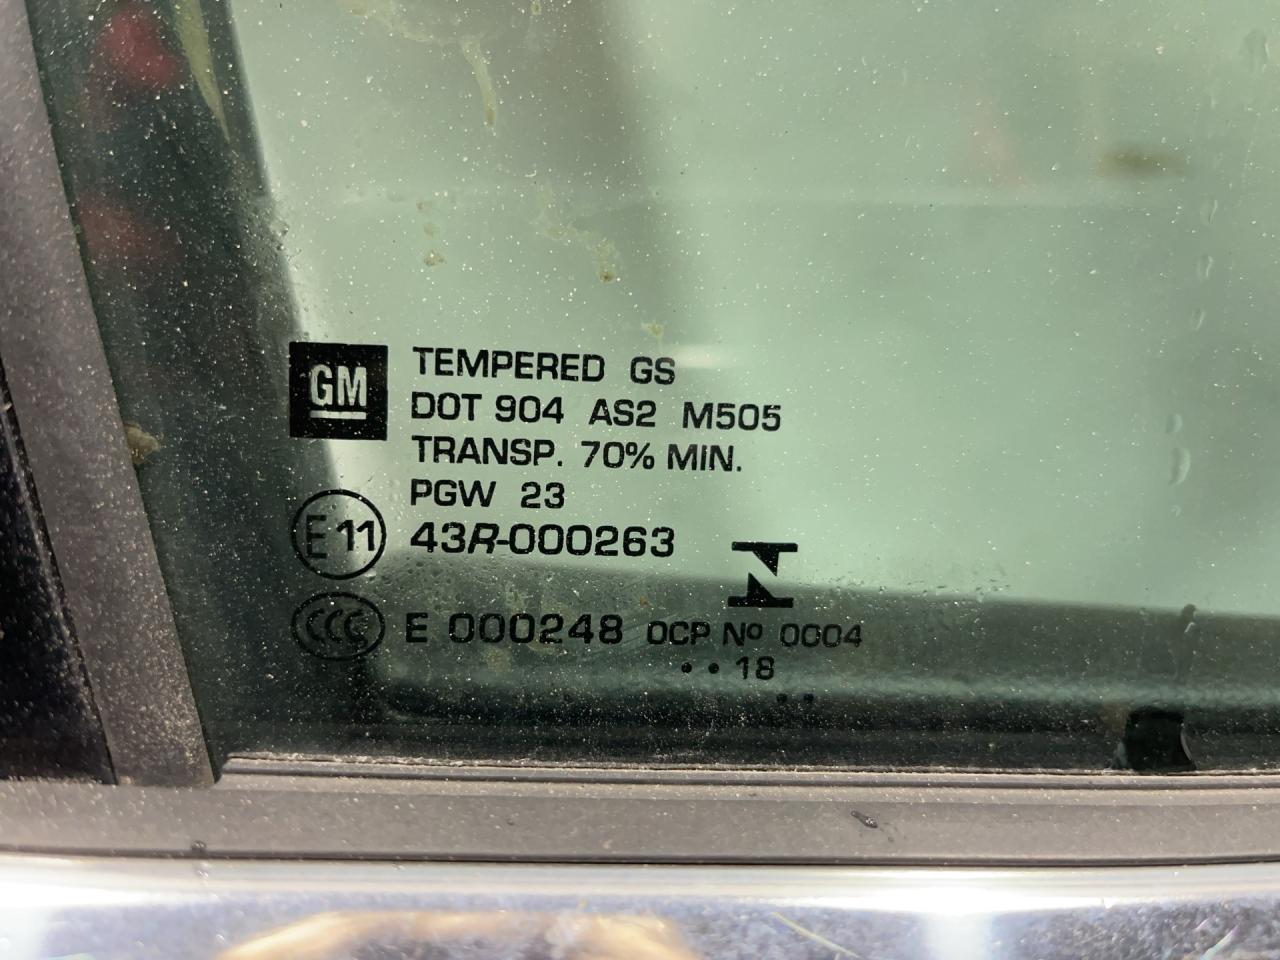 GM
TEMPERED GS
DOT 904 AS2 M505
TRANSP. 70% MIN.
PGW 23
E11 43R-000263
CCC E 000248 OCP Nº 0004
•• 18
••